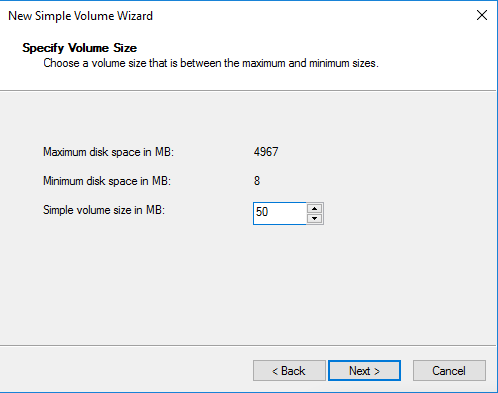 New Simple Volume Wizard
Specify Volume Size
Choose a volume size that is between the maximum and minimum sizes.
Maximum disk space in MB: 4967
Minimum disk space in MB: 8
Simple volume size in MB: 50
< Back Next > Cancel